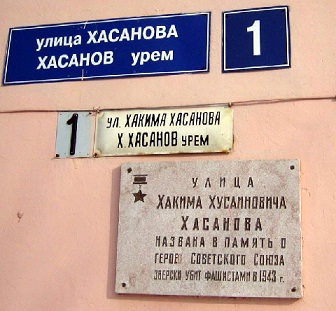 улица ХАСАНОВА
ХАСАНОВ урем
1
1
УЛ. ХАКИМА ХАСАНОВА
Х. ХАСАНОВ УРЕМ
УЛИЦА
ХАКИМА ХУСАИНОВИЧА
ХАСАНОВА
НАЗВАНА В ПАМЯТЬ О
ГЕРОЕ СОВЕТСКОГО СОЮЗА
ЗВЕРСКИ УБИТ ФАШИСТАМИ В 1943 г.